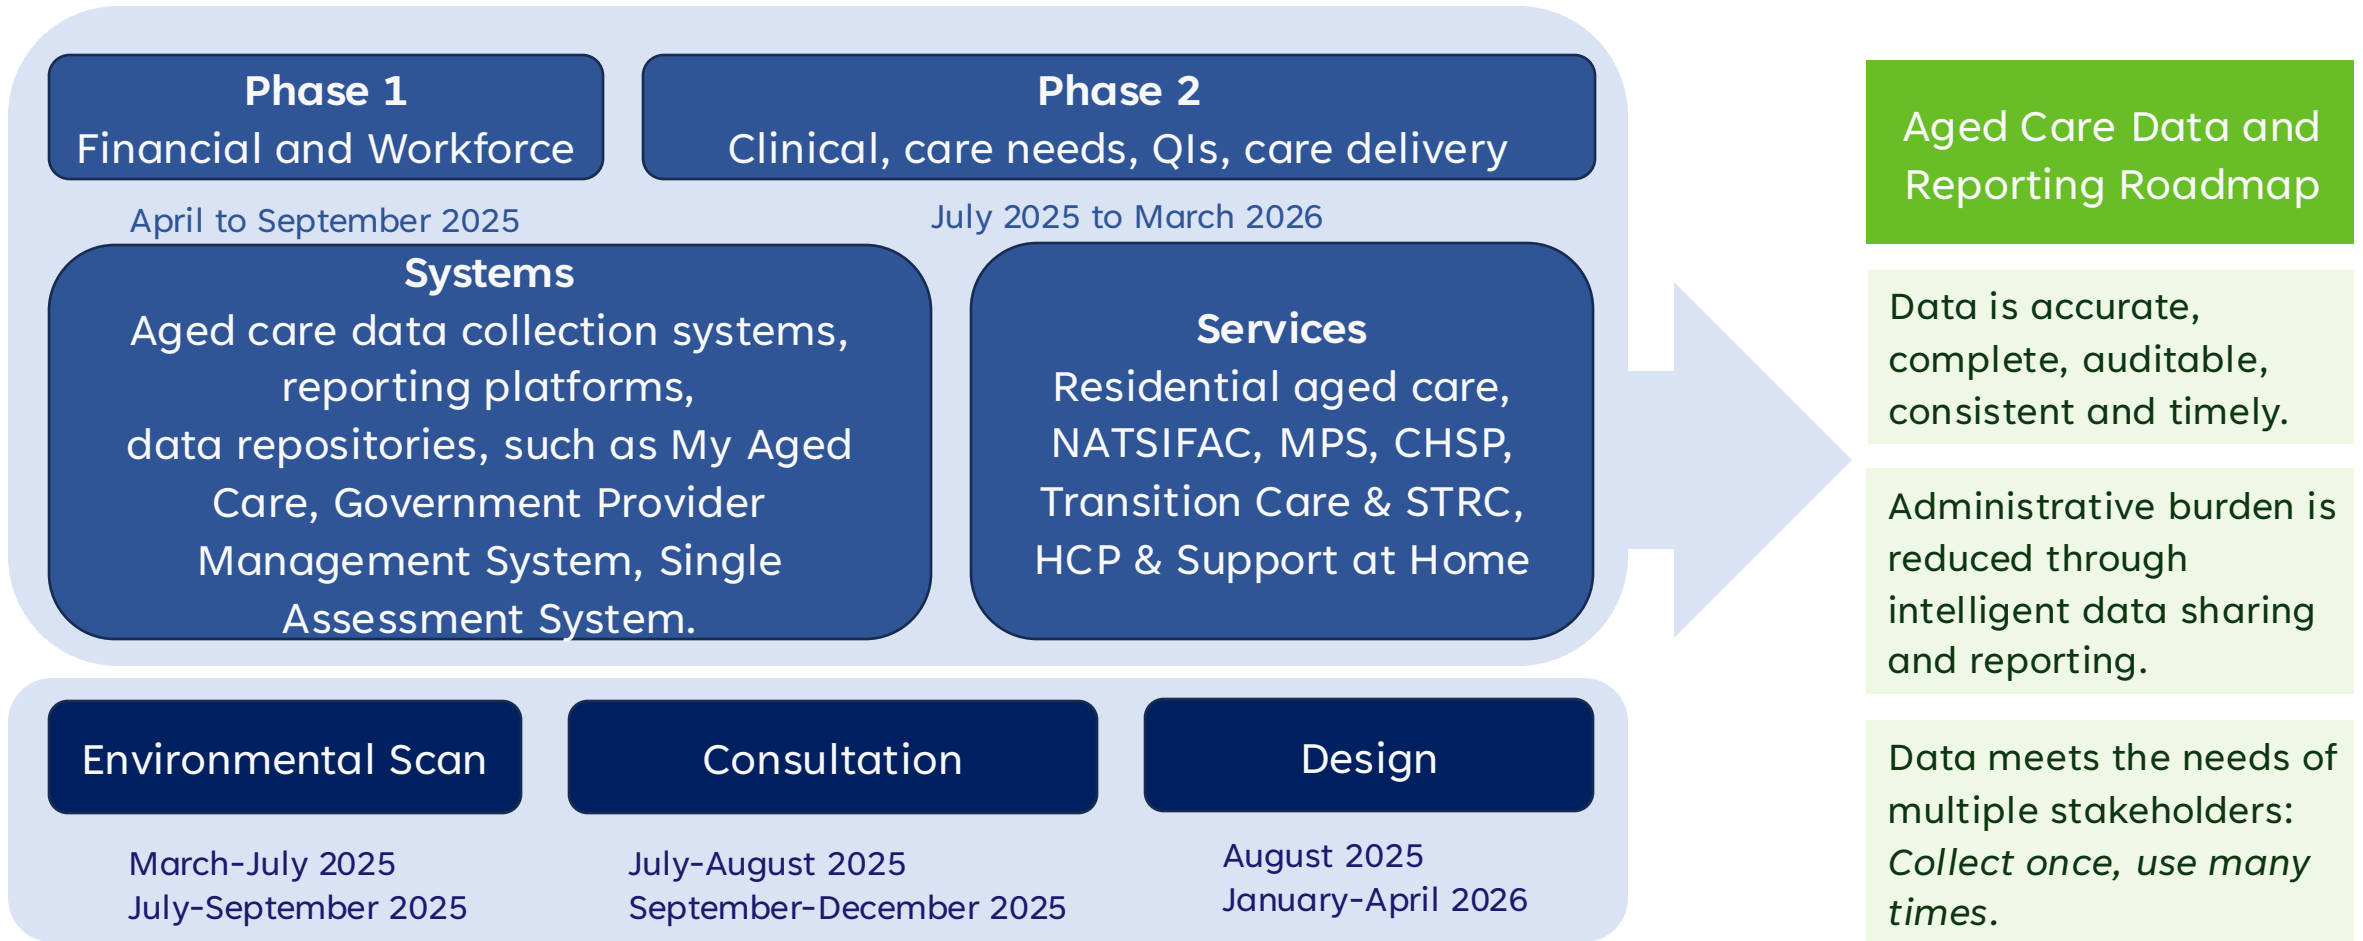 Phase 1
Financial and Workforce
Phase 2
Clinical, care needs, QIs, care delivery
April to September 2025
July 2025 to March 2026
Systems
Aged care data collection systems,
reporting platforms,
data repositories, such as My Aged
Care, Government Provider
Management System, Single
Assessment System.
Services
Residential aged care,
NATSIFAC, MPS, CHSP,
Transition Care & STRC,
HCP & Support at Home
Environmental Scan
March-July 2025
July-September 2025
Consultation
July-August 2025
September-December 2025
Design
August 2025
January-April 2026
Aged Care Data and
Reporting Roadmap
Data is accurate,
complete, auditable,
consistent and timely.
Administrative burden is
reduced through
intelligent data sharing
and reporting.
Data meets the needs of
multiple stakeholders:
Collect once, use many
times.